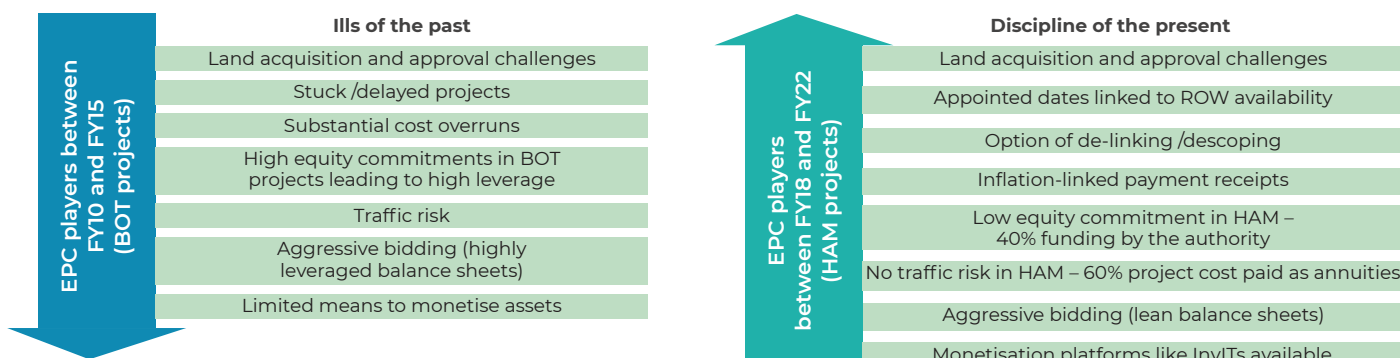 Ills of the past
EPC players between
FY10 and FY15
(BOT projects)
Land acquisition and approval challenges
Stuck /delayed projects
Substantial cost overruns
High equity commitments in BOT
projects leading to high leverage
Traffic risk
Aggressive bidding (highly
leveraged balance sheets)
Limited means to monetise assets
Discipline of the present
EPC players
between FY18 and FY22
(HAM projects)
Land acquisition and approval challenges
Appointed dates linked to ROW availability
Option of de-linking /descoping
Inflation-linked payment receipts
Low equity commitment in HAM –
40% funding by the authority
No traffic risk in HAM – 60% project cost paid as annuities
Aggressive bidding (lean balance sheets)
Monetisation platforms like InvITs available